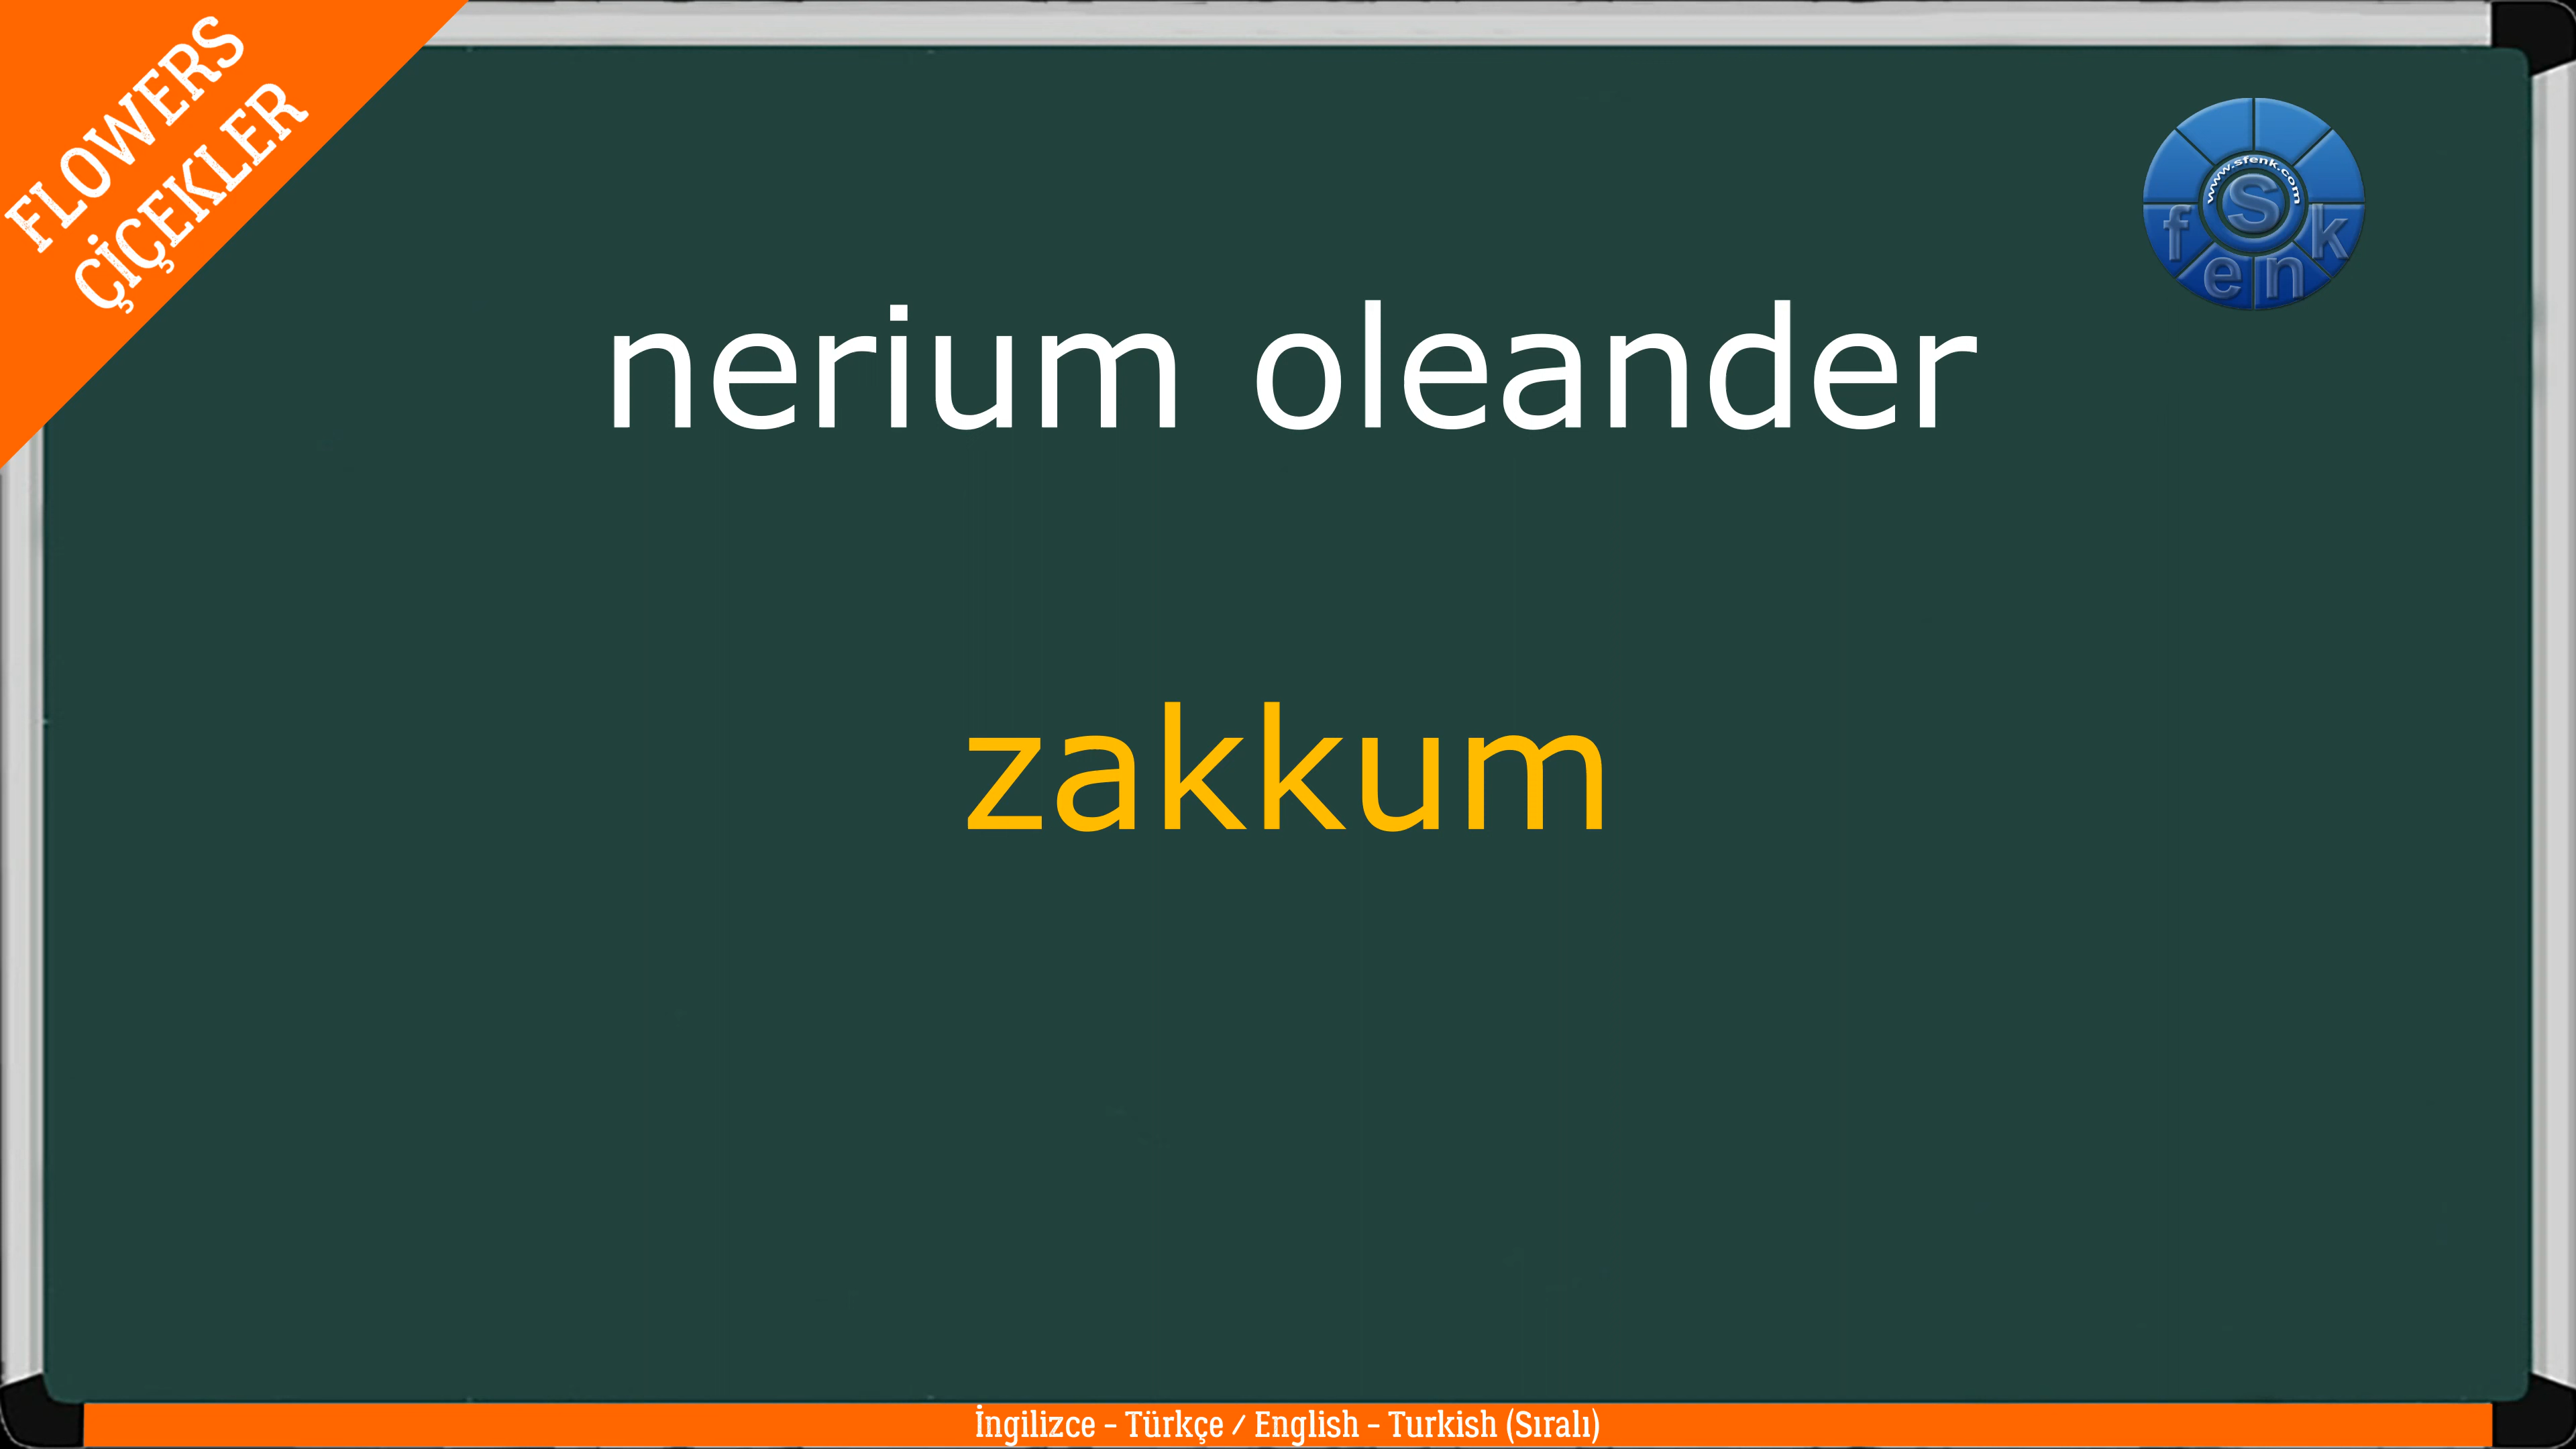 FLOWERS
ÇİÇEKLER
www.sfenk.com
S
f e n k
nerium oleander
zakkum
İngilizce - Türkçe / English - Turkish (Sıralı)